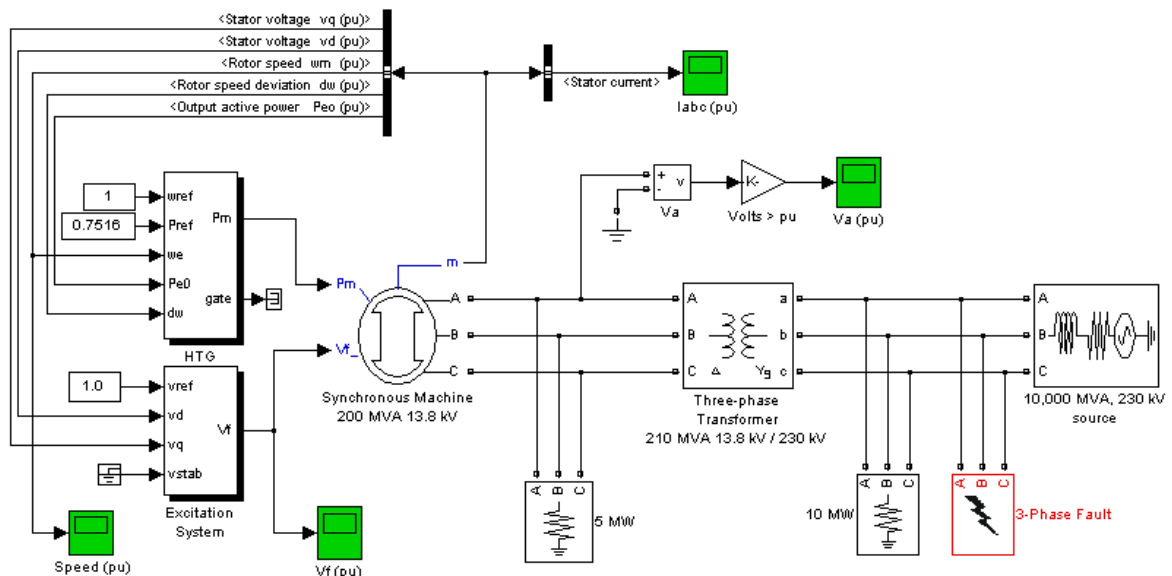 <Stator voltage vq (pu)>
<Stator voltage vd (pu)>
<Rotor speed wm (pu)>
<Rotor speed deviation dw (pu)>
<Output active power Peo (pu)>
<Stator current>
Iabc (pu)
1
0.7516
wref
Pref
we
Pe0
dw
Pm
gate
HTG
1.0
vref
vd
vq
vstab
Vf
Excitation
System
Speed (pu)
Vf (pu)
Pm
Vf_
m
A
B
C
Synchronous Machine
200 MVA 13.8 kV
+
-
v
Va
K-
Volts > pu
Va (pu)
A
B
C
a
b
c
Δ
Yg
Three-phase
Transformer
210 MVA 13.8 kV / 230 kV
A
B
C
10,000 MVA, 230 kV
source
A B C
5 MW
A B C
10 MW
A B C
3-Phase Fault